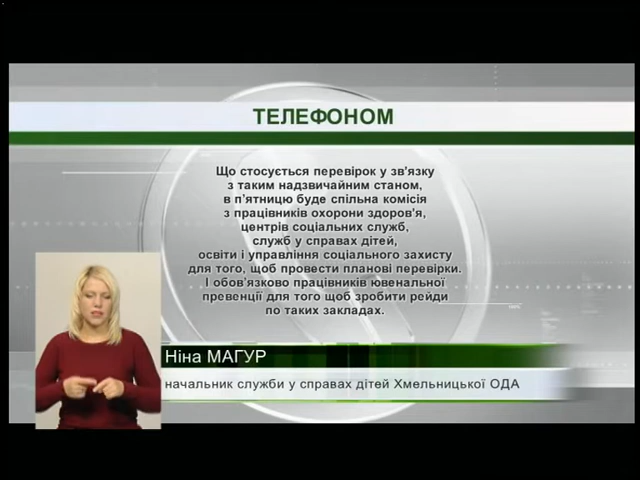 ТЕЛЕФОНОМ
Що стосується перевірок у зв'язку
з таким надзвичайним станом,
в п'ятницю буде спільна комісія
з працівників охорони здоров'я,
центрів соціальних служб,
служб у справах дітей,
освіти і управління соціального захисту
для того, щоб провести планові перевірки.
І обов'язково працівників ювенальної
превенції для того щоб зробити рейди
по таких закладах.
Ніна МАГУР
начальник служби у справах дітей Хмельницької ОДА